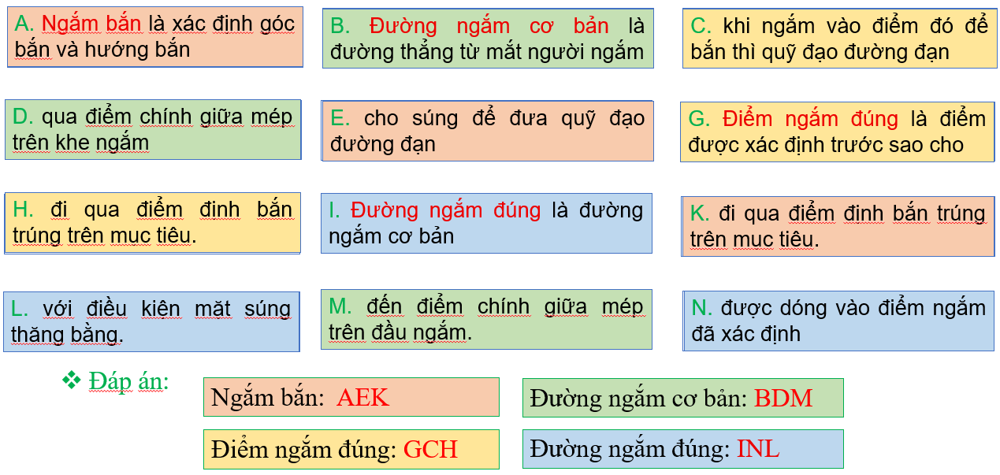 A. Ngắm bắn là xác định góc
bắn và hướng bắn
B. Đường ngắm cơ bản là
đường thẳng từ mắt người ngắm
C. khi ngắm vào điểm đó để
bắn thì quỹ đạo đường đạn
D. qua điểm chính giữa mép
trên khe ngắm
E. cho súng để đưa quỹ đạo
đường đạn
G. Điểm ngắm đúng là điểm
được xác định trước sao cho
H. đi qua điểm định bắn
trúng trên mục tiêu.
I. Đường ngắm đúng là đường
ngắm cơ bản
K. đi qua điểm định bắn trúng
trên mục tiêu.
L. với điều kiện mặt súng
thăng bằng.
M. đến điểm chính giữa mép
trên đầu ngắm.
N. được dóng vào điểm ngắm
đã xác định
Đáp án:
Ngắm bắn: AEK
Đường ngắm cơ bản: BDM
Điểm ngắm đúng: GCH
Đường ngắm đúng: INL